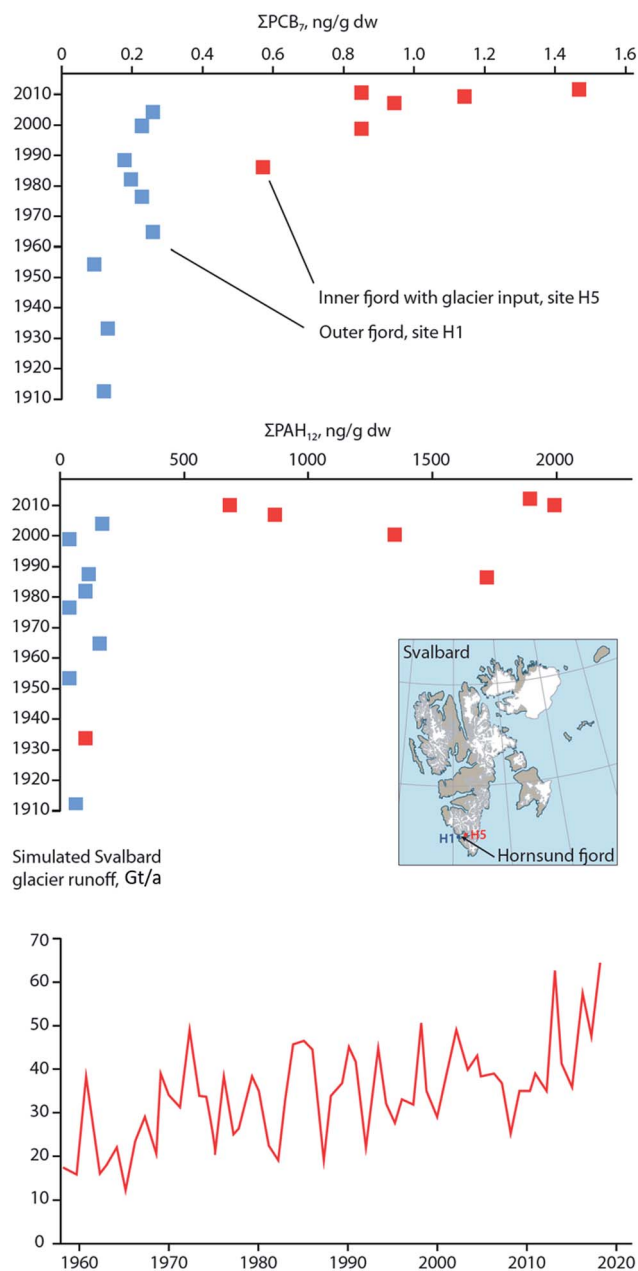 ΣPCB₇, ng/g dw
0 0.2 0.4 0.6 0.8 1.0 1.2 1.4 1.6
2010
2000
1990
1980
1970
1960
1950
1940
1930
1920
1910
Inner fjord with glacier input, site H5
Outer fjord, site H1
ΣPAH₁₂, ng/g dw
0 500 1000 1500 2000
2010
2000
1990
1980
1970
1960
1950
1940
1930
1920
1910
Svalbard
H1 H5
Hornsund fjord
Simulated Svalbard
glacier runoff, Gt/a
70
60
50
40
30
20
10
0
1960 1970 1980 1990 2000 2010 2020